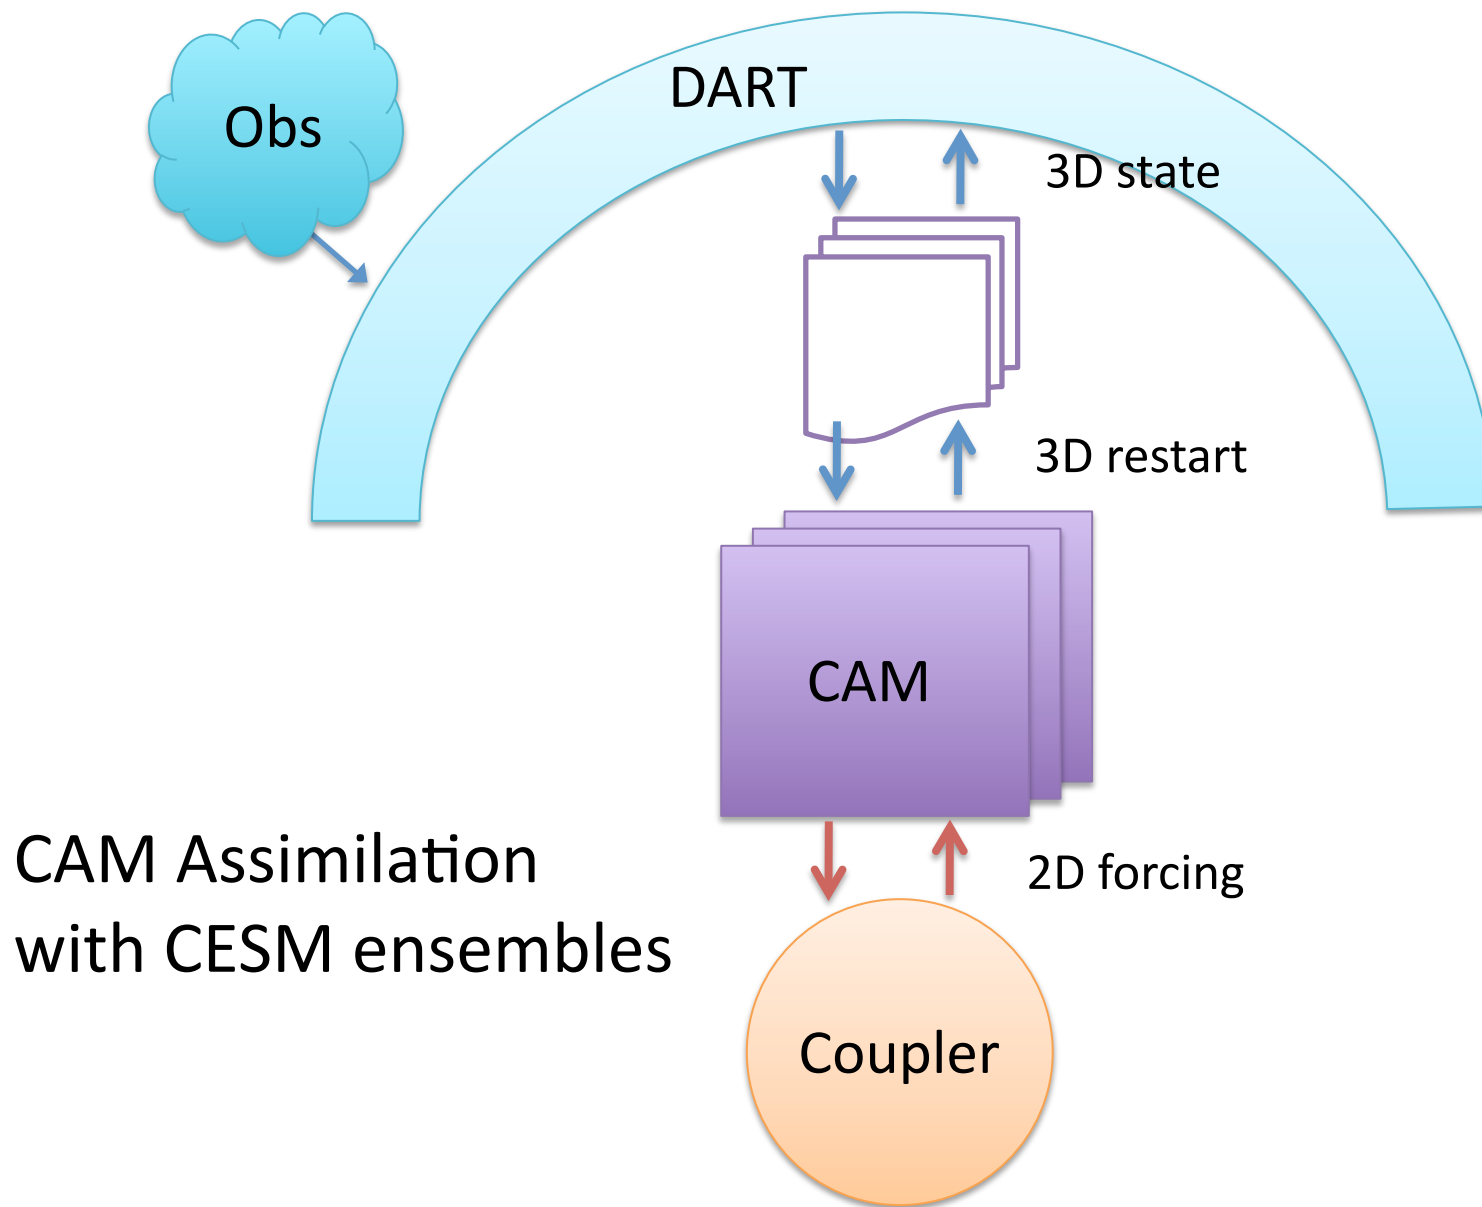 Obs
DART
3D state
3D restart
CAM
CAM Assimilation
with CESM ensembles
2D forcing
Coupler